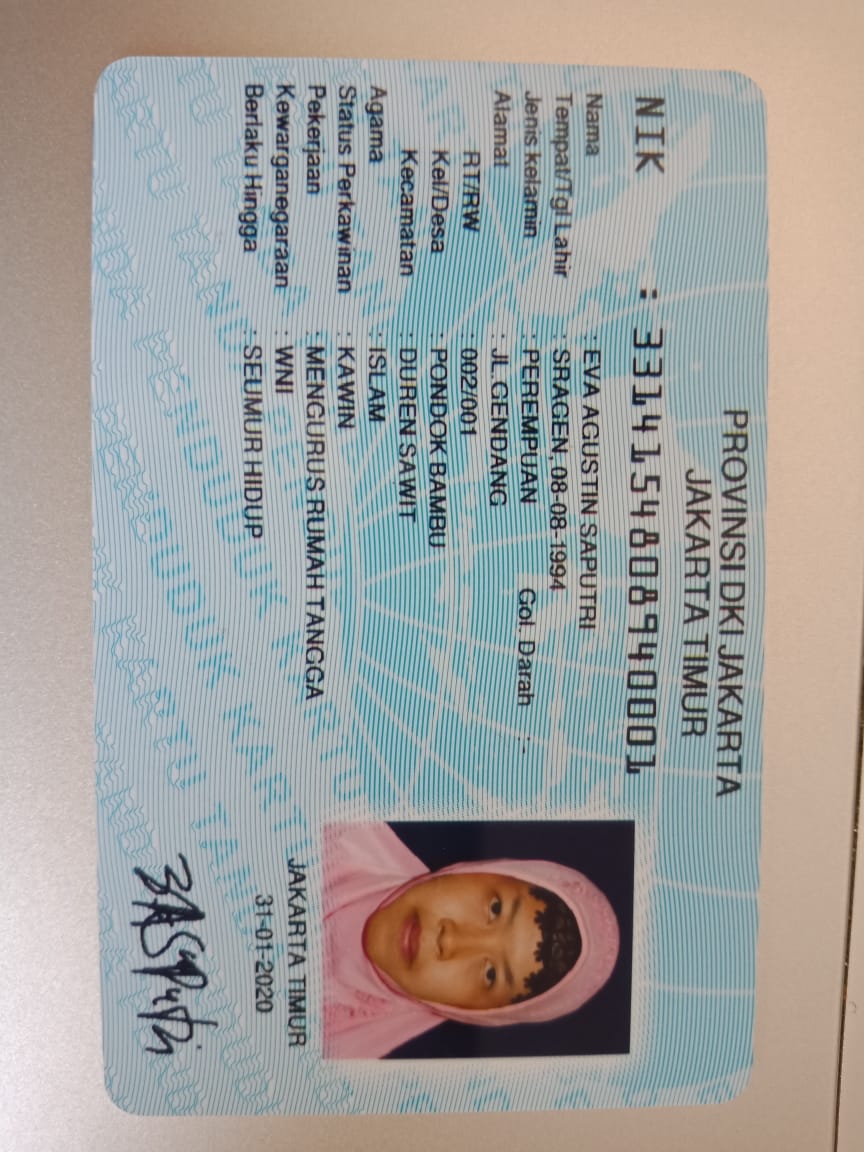 PROVINSI DKI JAKARTA
JAKARTA TIMUR
NIK : 3314154808940001
Nama : EVA AGUSTIN SAPUTRI
Tempat/Tgl Lahir : SRAGEN, 08-08-1994
Jenis kelamin : PEREMPUAN Gol. Darah : -
Alamat : JL.GENDANG
RT/RW : 002/001
Kel/Desa : PONDOK BAMBU
Kecamatan : DUREN SAWIT
Agama : ISLAM
Status Perkawinan : KAWIN
Pekerjaan : MENGURUS RUMAH TANGGA
Kewarganegaraan : WNI
Berlaku Hingga : SEUMUR HIDUP
JAKARTA TIMUR
31-01-2020